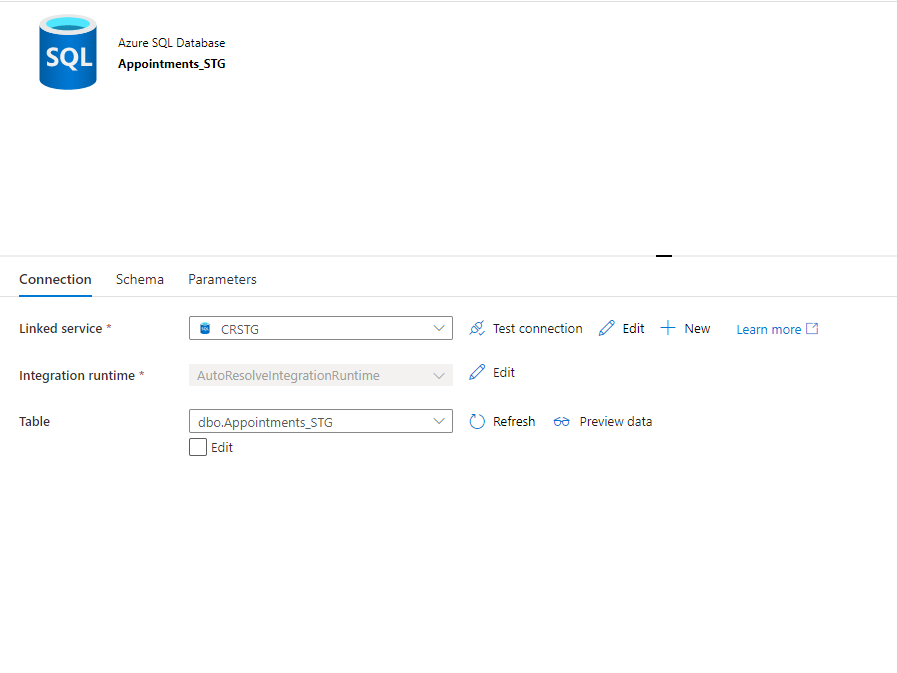 SQL
Azure SQL Database
Appointments_STG
Connection Schema Parameters
Linked service * CRSTG Test connection Edit New Learn more
Integration runtime * AutoResolveIntegrationRuntime Edit
Table dbo.Appointments_STG Refresh Preview data
Edit